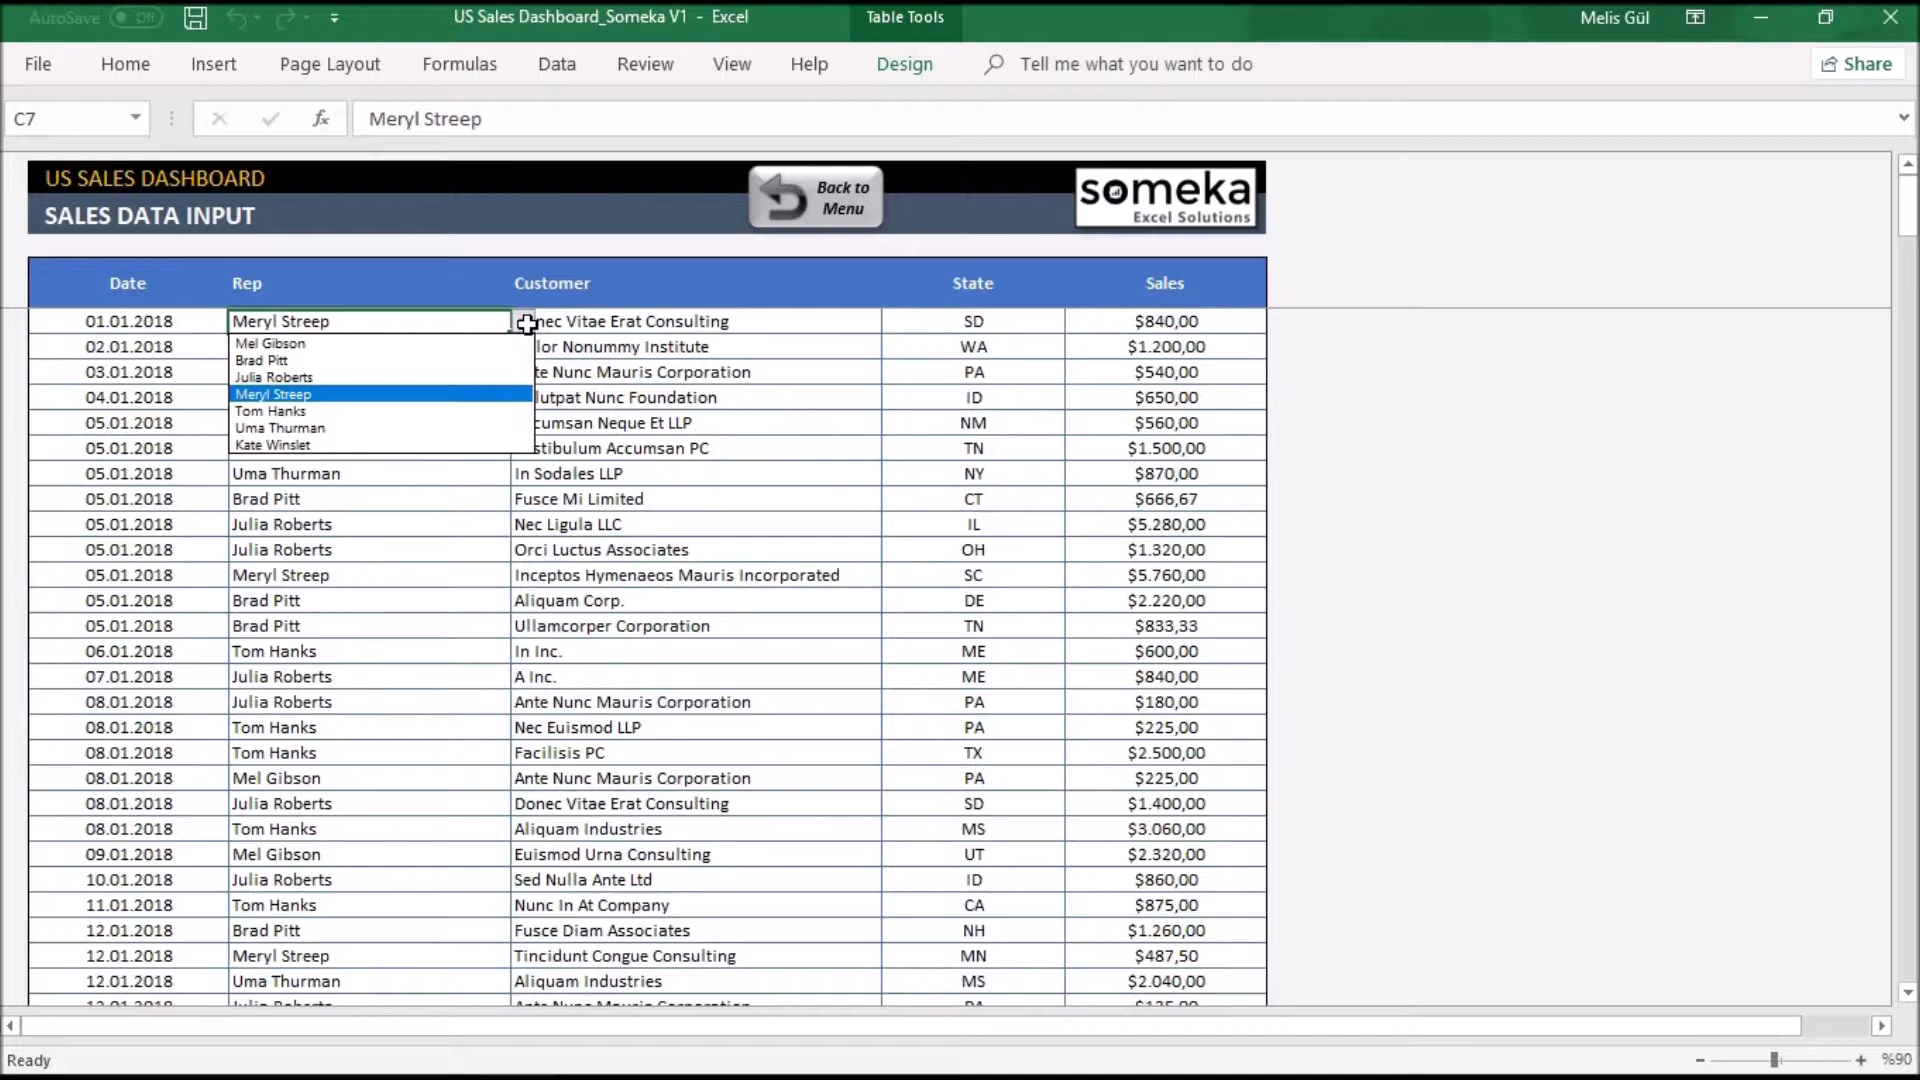 AutoSave Off US Sales Dashboard_Someka V1 - Excel Table Tools Melis Gül
File Home Insert Page Layout Formulas Data Review View Help Design Tell me what you want to do Share
C7 fx Meryl Streep
US SALES DASHBOARD
SALES DATA INPUT
Back to
Menu
someka
Excel Solutions
Date Rep Customer State Sales
01.01.2018 Meryl Streep Vitae Erat Consulting SD $840,00
02.01.2018 Nonummy Institute WA $1.200,00
03.01.2018 Nunc Mauris Corporation PA $540,00
04.01.2018 Nunc Foundation ID $650,00
05.01.2018 Neque Et LLP NM $560,00
05.01.2018 Accumsan PC TN $1.500,00
Mel Gibson
Brad Pitt
Julia Roberts
Meryl Streep
Tom Hanks
Uma Thurman
Kate Winslet
05.01.2018 Uma Thurman In Sodales LLP NY $870,00
05.01.2018 Brad Pitt Fusce Mi Limited CT $666,67
05.01.2018 Julia Roberts Nec Ligula LLC IL $5.280,00
05.01.2018 Julia Roberts Orci Luctus Associates OH $1.320,00
05.01.2018 Meryl Streep Inceptos Hymenaeos Mauris Incorporated SC $5.760,00
05.01.2018 Brad Pitt Aliquam Corp. DE $2.220,00
05.01.2018 Brad Pitt Ullamcorper Corporation TN $833,33
06.01.2018 Tom Hanks In Inc. ME $600,00
07.01.2018 Julia Roberts A Inc. ME $840,00
08.01.2018 Julia Roberts Ante Nunc Mauris Corporation PA $180,00
08.01.2018 Tom Hanks Nec Euismod LLP PA $225,00
08.01.2018 Tom Hanks Facilisis PC TX $2.500,00
08.01.2018 Mel Gibson Ante Nunc Mauris Corporation PA $225,00
08.01.2018 Julia Roberts Donec Vitae Erat Consulting SD $1.400,00
08.01.2018 Tom Hanks Aliquam Industries MS $3.060,00
09.01.2018 Mel Gibson Euismod Urna Consulting UT $2.320,00
10.01.2018 Julia Roberts Sed Nulla Ante Ltd ID $860,00
11.01.2018 Tom Hanks Nunc In At Company CA $875,00
12.01.2018 Brad Pitt Fusce Diam Associates NH $1.260,00
12.01.2018 Meryl Streep Tincidunt Congue Consulting MN $487,50
12.01.2018 Uma Thurman Aliquam Industries MS $2.040,00
Ready %90